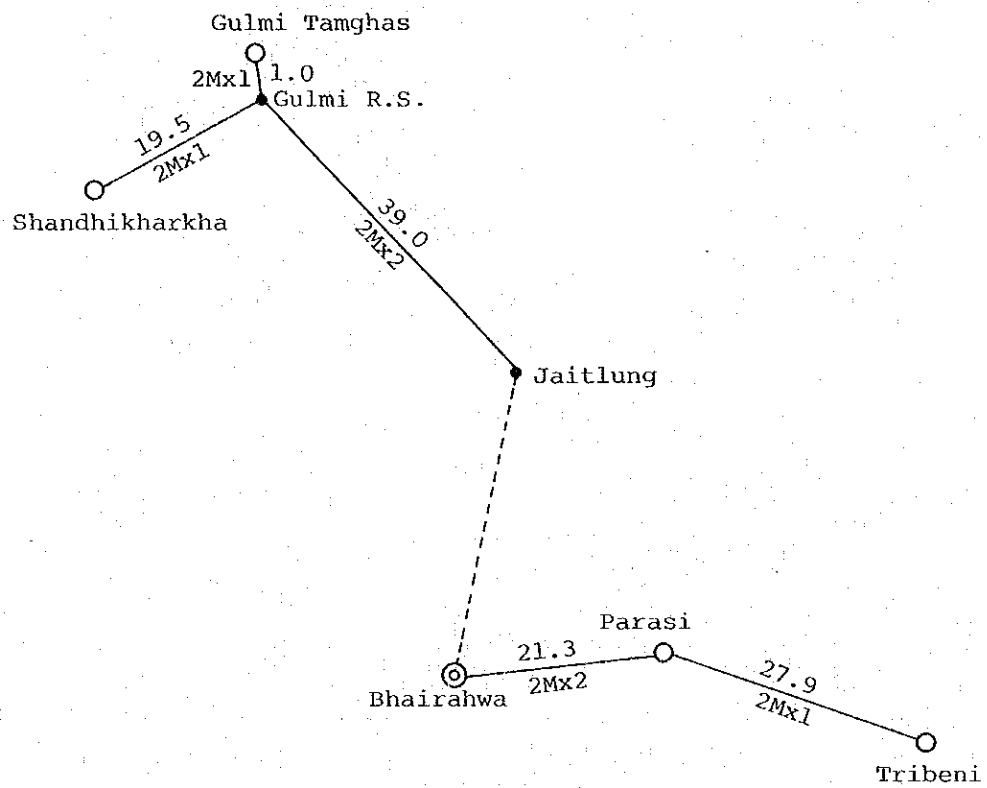 Gulmi Tamghas
2Mx1
1.0
Gulmi R.S.
19.5
2Mx1
Shandhikharkha
39.0
2Mx2
Jaitlung
Parasi
21.3
2Mx2
Bhairahwa
27.9
2Mx1
Tribeni